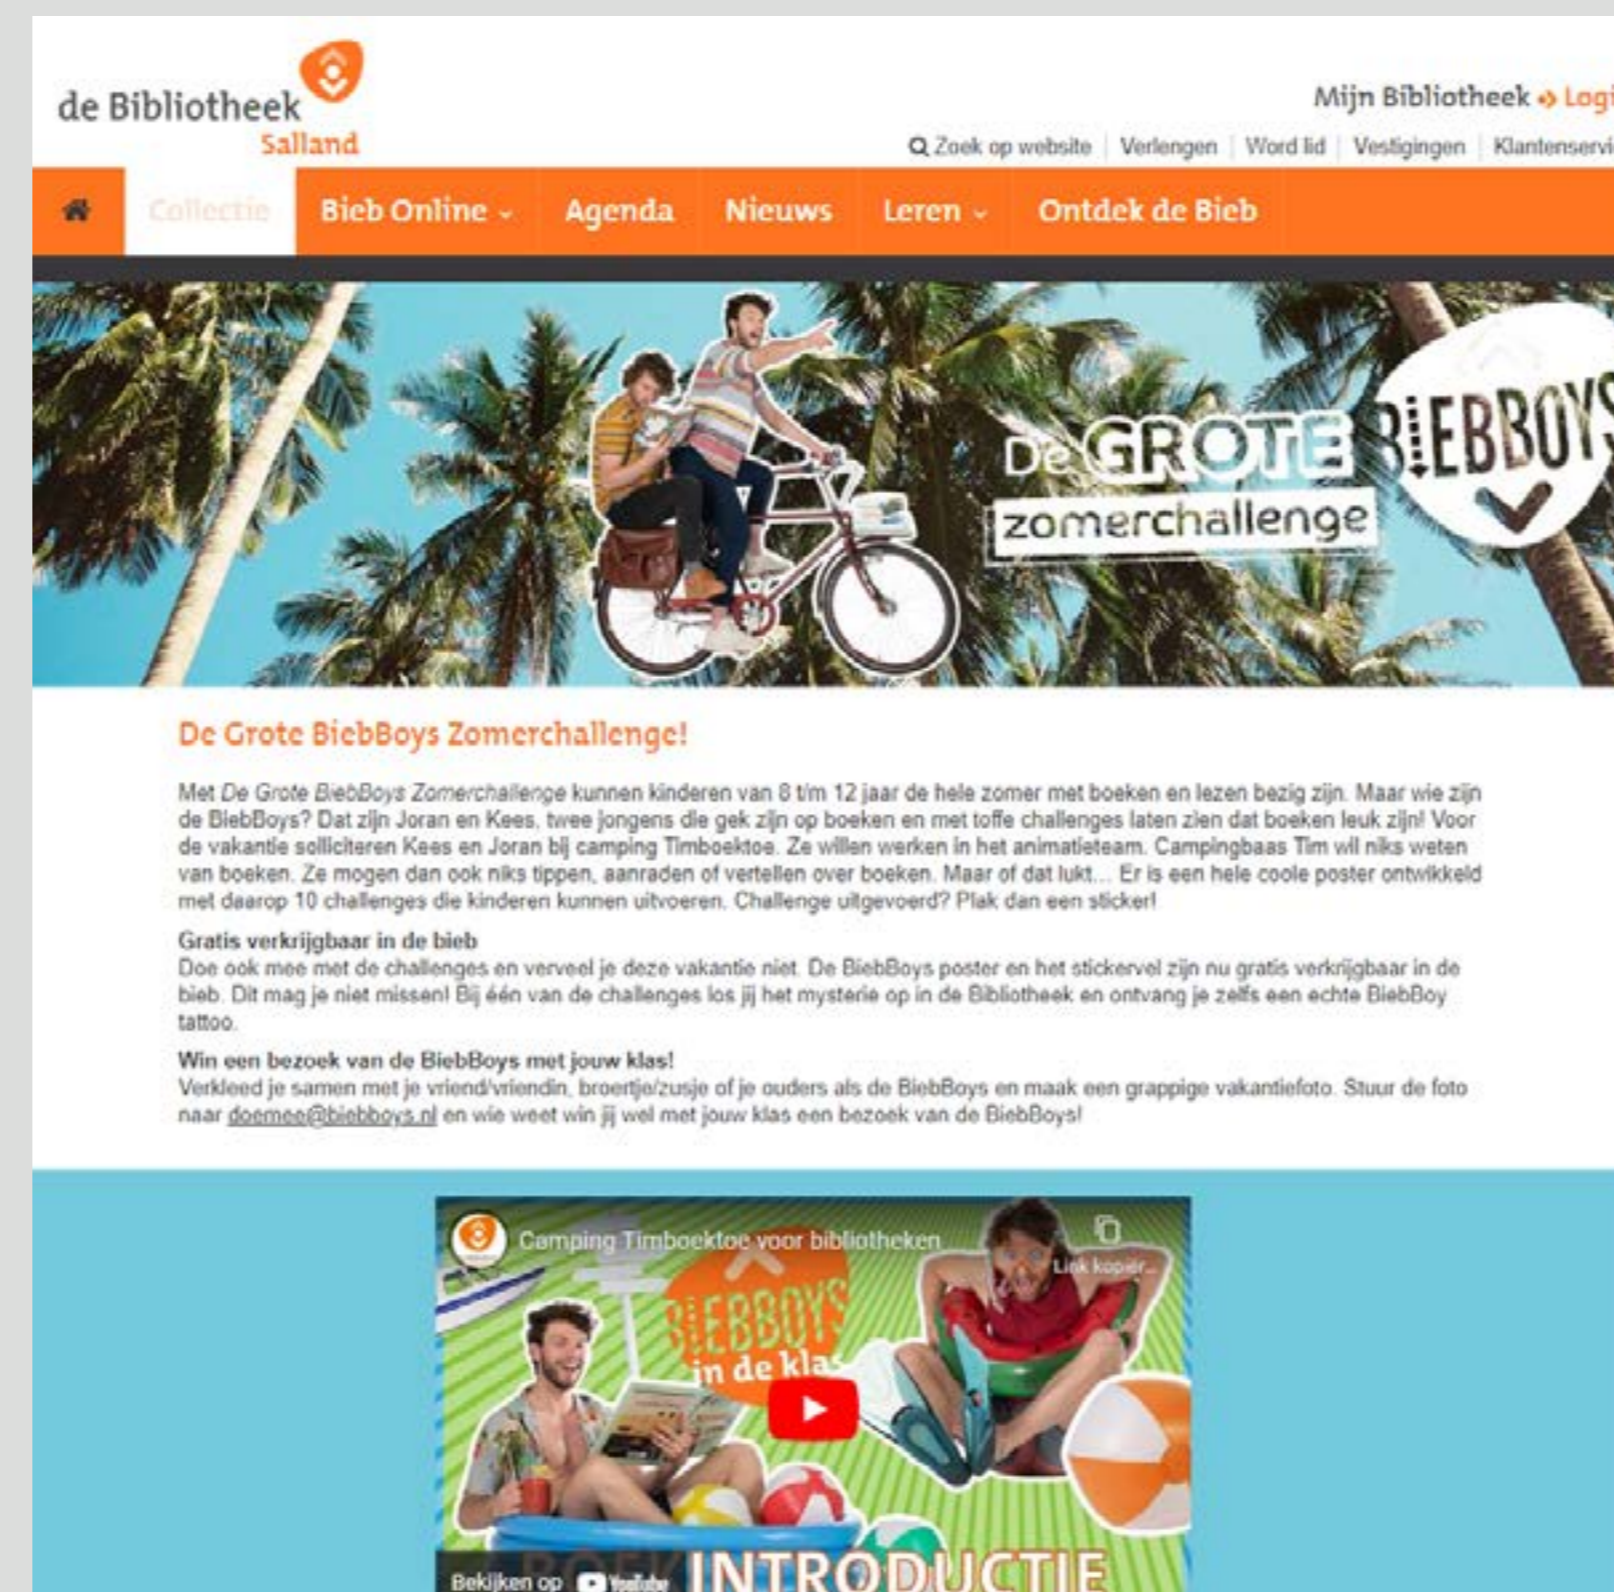 de Bibliotheek
Salland
Mijn Bibliotheek Logi
Zoek op website Verlengen Word lid Vestigingen Klantenservi
Collectie Bieb Online Agenda Nieuws Leren Ontdek de Bieb
De GROTE BIEBBOYS
zomerchallenge
De Grote BiebBoys Zomerchallenge!
Met De Grote BiebBoys Zomerchallenge kunnen kinderen van 8 t/m 12 jaar de hele zomer met boeken en lezen bezig zijn. Maar wie zijn
de BiebBoys? Dat zijn Joran en Kees, twee jongens die gek zijn op boeken en met toffe challenges laten zien dat boeken leuk zijn! Voor
de vakantie solliciteren Kees en Joran bij camping Timboektoe. Ze willen werken in het animatieteam. Campingbaas Tim wil niks weten
van boeken. Ze mogen dan ook niks tippen, aanraden of vertellen over boeken. Maar of dat lukt... Er is een hele coole poster ontwikkeld
met daarop 10 challenges die kinderen kunnen uitvoeren. Challenge uitgevoerd? Plak dan een sticker!
Gratis verkrijgbaar in de bieb
Doe ook mee met de challenges en verveel je deze vakantie niet. De BiebBoys poster en het stickervel zijn nu gratis verkrijgbaar in de
bieb. Dit mag je niet missen! Bij één van de challenges los jij het mysterie op in de Bibliotheek en ontvang je zelfs een echte BiebBoy
tattoo.
Win een bezoek van de BiebBoys met jouw klas!
Verkleed je samen met je vriend/vriendin, broertje/zusje of je ouders als de BiebBoys en maak een grappige vakantiefoto. Stuur de foto
naar doemee@biebboys.nl en wie weet win jij wel met jouw klas een bezoek van de BiebBoys!
Camping Timboektoe voor bibliotheken
Link kopiër...
BIEBBOYS
in de klas
INTRODUCTIE
Bekijken op YouTube